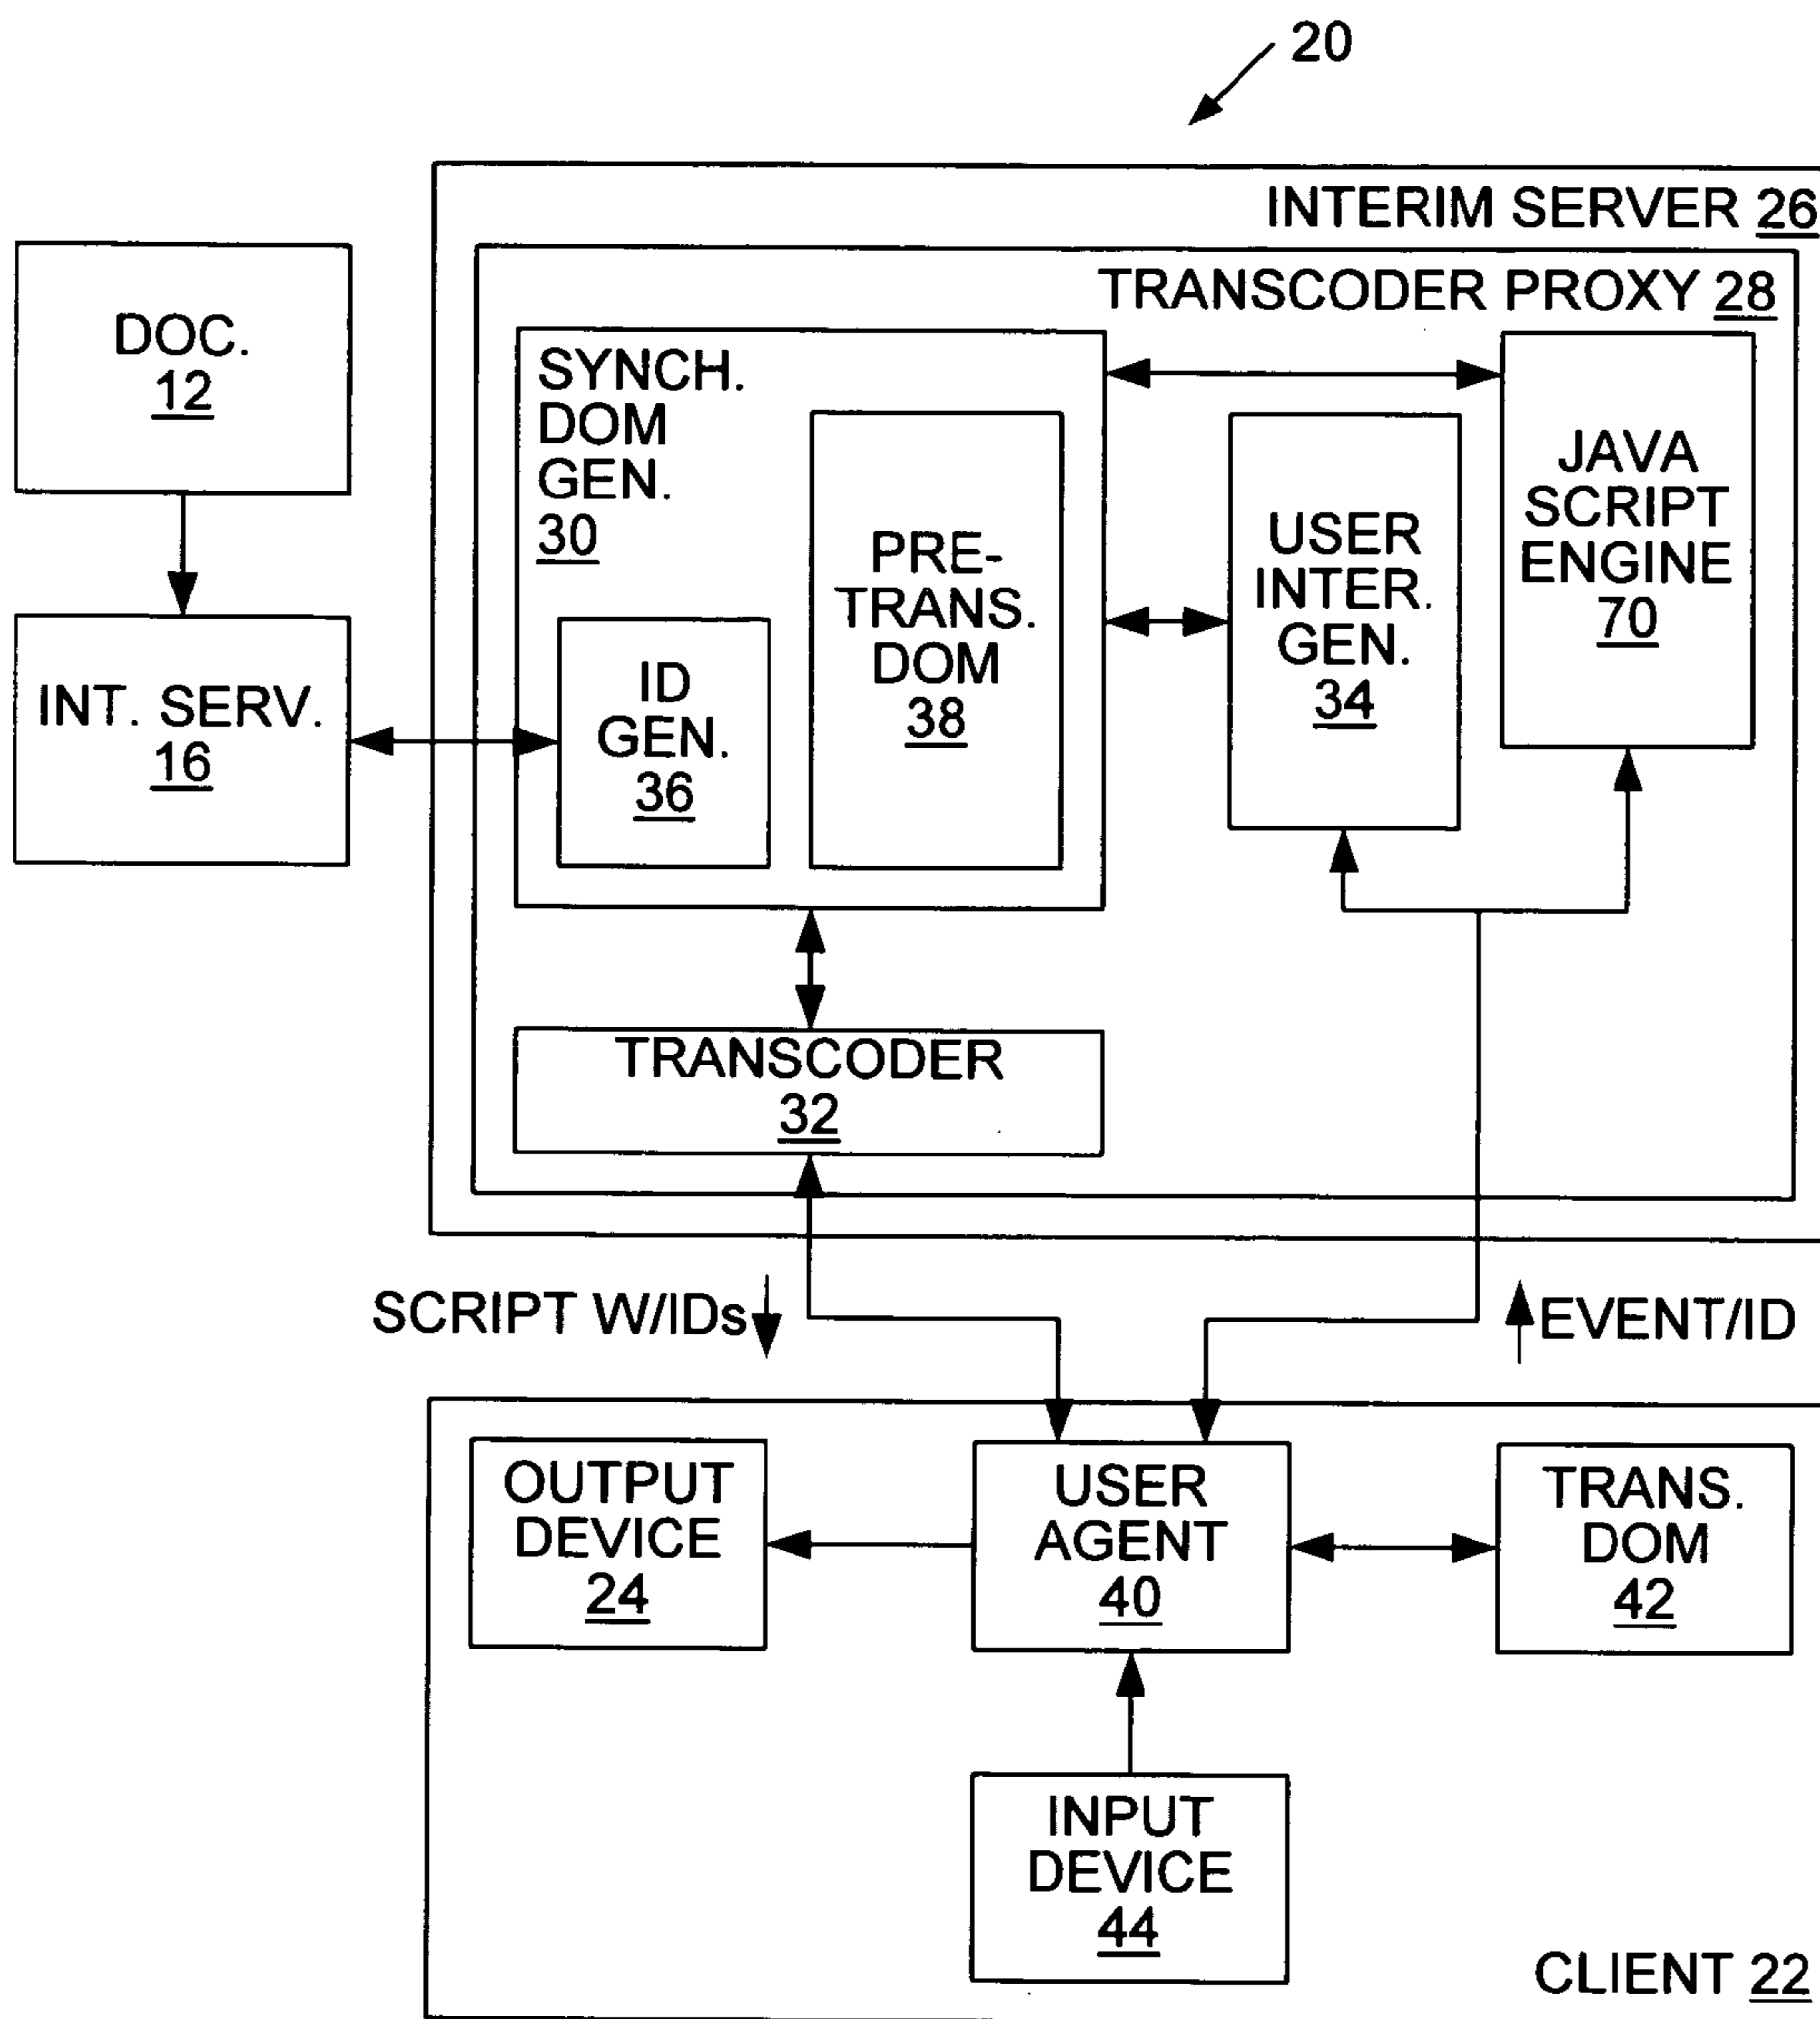 20
INTERIM SERVER 26
TRANSCODER PROXY 28
DOC.
12
INT. SERV.
16
SYNCH.
DOM
GEN.
30
ID
GEN.
36
PRE-
TRANS.
DOM
38
USER
INTER.
GEN.
34
JAVA
SCRIPT
ENGINE
70
TRANSCODER
32
SCRIPT W/IDs
EVENT/ID
OUTPUT
DEVICE
24
USER
AGENT
40
TRANS.
DOM
42
INPUT
DEVICE
44
CLIENT 22